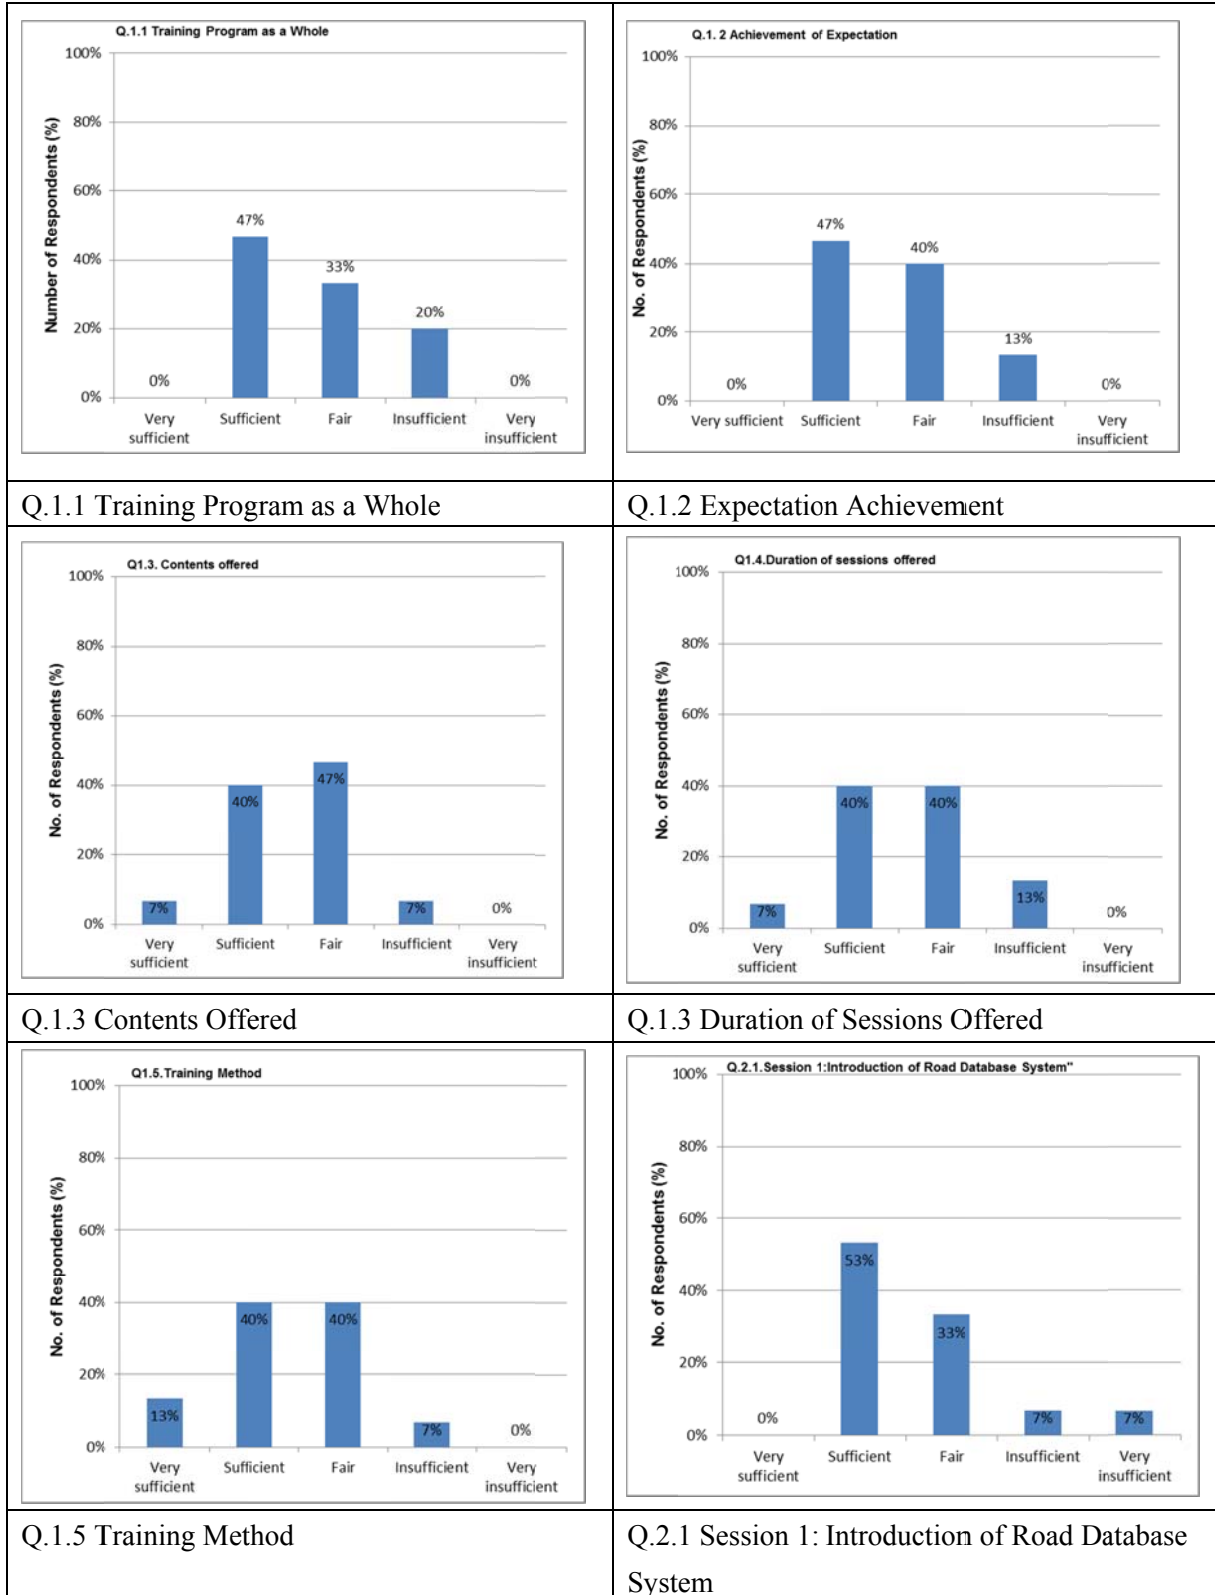 Q.1.1 Training Program as a Whole
100%
80%
60%
40%
20%
0%
Number of Respondents (%)
0%
47%
33%
20%
0%
Very
sufficient
Sufficient
Fair
Insufficient
Very
insufficient
Q.1.1 Training Program as a Whole
Q.1. 2 Achievement of Expectation
100%
80%
60%
40%
20%
0%
No. of Respondents (%)
0%
47%
40%
13%
0%
Very sufficient
Sufficient
Fair
Insufficient
Very
insufficient
Q.1.2 Expectation Achievement
Q1.3. Contents offered
100%
80%
60%
40%
20%
0%
No. of Respondents (%)
7%
40%
47%
7%
0%
Very
sufficient
Sufficient
Fair
Insufficient
Very
insufficient
Q.1.3 Contents Offered
Q1.4.Duration of sessions offered
100%
80%
60%
40%
20%
0%
No. of Respondents (%)
7%
40%
40%
13%
0%
Very
sufficient
Sufficient
Fair
Insufficient
Very
insufficient
Q.1.3 Duration of Sessions Offered
Q1.5.Training Method
100%
80%
60%
40%
20%
0%
No. of Respondents (%)
13%
40%
40%
7%
0%
Very
sufficient
Sufficient
Fair
Insufficient
Very
insufficient
Q.1.5 Training Method
Q.2.1.Session 1:Introduction of Road Database System"
100%
80%
60%
40%
20%
0%
No. of Respondents (%)
0%
53%
33%
7%
7%
Very
sufficient
Sufficient
Fair
Insufficient
Very
insufficient
Q.2.1 Session 1: Introduction of Road Database
System